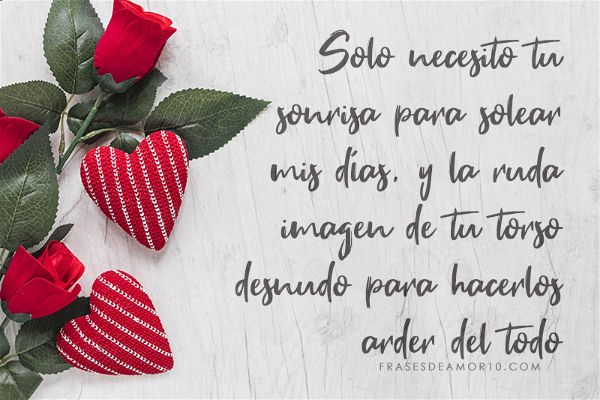 Solo necesito tu
sonrisa para solear
mis días, y la ruda
imagen de tu torso
desnudo para hacerlos
arder del todo
FRASESDEAMOR10.COM